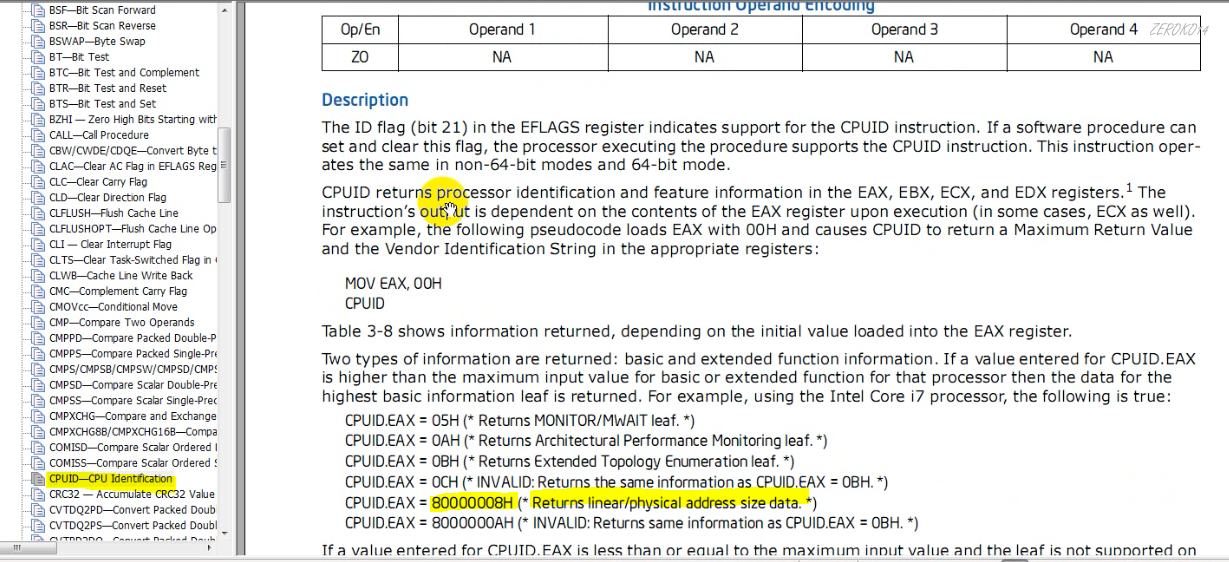 BSF—Bit Scan Forward
BSR—Bit Scan Reverse
BSWAP—Byte Swap
BT—Bit Test
BTC—Bit Test and Complement
BTR—Bit Test and Reset
BTS—Bit Test and Set
BZHI — Zero High Bits Starting with
CALL—Call Procedure
CBW/CWDE/CDQE—Convert Byte t
CLAC—Clear AC Flag in EFLAGS Reg
CLC—Clear Carry Flag
CLD—Clear Direction Flag
CLFLUSH—Flush Cache Line
CLFLUSHOPT—Flush Cache Line Op
CLI — Clear Interrupt Flag
CLTS—Clear Task-Switched Flag in
CLWB—Cache Line Write Back
CMC—Complement Carry Flag
CMOVcc—Conditional Move
CMP—Compare Two Operands
CMPPD—Compare Packed Double-P
CMPPS—Compare Packed Single-Pre
CMPS/CMPSB/CMPSW/CMPSD/CMPS
CMPSD—Compare Scalar Double-Pre
CMPSS—Compare Scalar Single-Prec
CMPXCHG—Compare and Exchange
CMPXCHG8B/CMPXCHG16B—Compa
COMISD—Compare Scalar Ordered
COMISS—Compare Scalar Ordered S
CPUID—CPU Identification
CRC32 — Accumulate CRC32 Value
CVTDQ2PD—Convert Packed Doub
CVTDQ2PS—Convert Packed Doubl
Instruction Operand Encoding
Op/En Operand 1 Operand 2 Operand 3 Operand 4 ZEROK014
ZO NA NA NA NA
Description
The ID flag (bit 21) in the EFLAGS register indicates support for the CPUID instruction. If a software procedure can
set and clear this flag, the processor executing the procedure supports the CPUID instruction. This instruction oper-
ates the same in non-64-bit modes and 64-bit mode.
CPUID returns processor identification and feature information in the EAX, EBX, ECX, and EDX registers.1 The
instruction's output is dependent on the contents of the EAX register upon execution (in some cases, ECX as well).
For example, the following pseudocode loads EAX with 00H and causes CPUID to return a Maximum Return Value
and the Vendor Identification String in the appropriate registers:
MOV EAX, 00H
CPUID
Table 3-8 shows information returned, depending on the initial value loaded into the EAX register.
Two types of information are returned: basic and extended function information. If a value entered for CPUID.EAX
is higher than the maximum input value for basic or extended function for that processor then the data for the
highest basic information leaf is returned. For example, using the Intel Core i7 processor, the following is true:
CPUID.EAX = 05H (* Returns MONITOR/MWAIT leaf. *)
CPUID.EAX = 0AH (* Returns Architectural Performance Monitoring leaf. *)
CPUID.EAX = 0BH (* Returns Extended Topology Enumeration leaf. *)
CPUID.EAX = 0CH (* INVALID: Returns the same information as CPUID.EAX = 0BH. *)
CPUID.EAX = 80000008H (* Returns linear/physical address size data. *)
CPUID.EAX = 8000000AH (* INVALID: Returns same information as CPUID.EAX = 0BH. *)
If a value entered for CPUID.EAX is less than or equal to the maximum input value and the leaf is not supported on